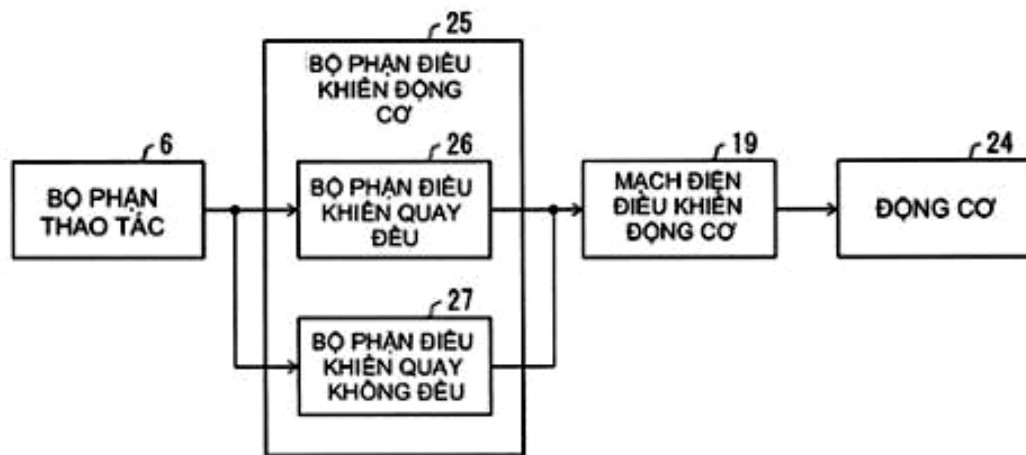 25
BỘ PHẬN ĐIỀU
KHIỂN ĐỘNG
CƠ
6
BỘ PHẬN
THAO TÁC
26
BỘ PHẬN ĐIỀU
KHIỂN QUAY
ĐỀU
19
MẠCH ĐIỆN
ĐIỀU KHIỂN
ĐỘNG CƠ
24
ĐỘNG CƠ
27
BỘ PHẬN ĐIỀU
KHIỂN QUAY
KHÔNG ĐỀU